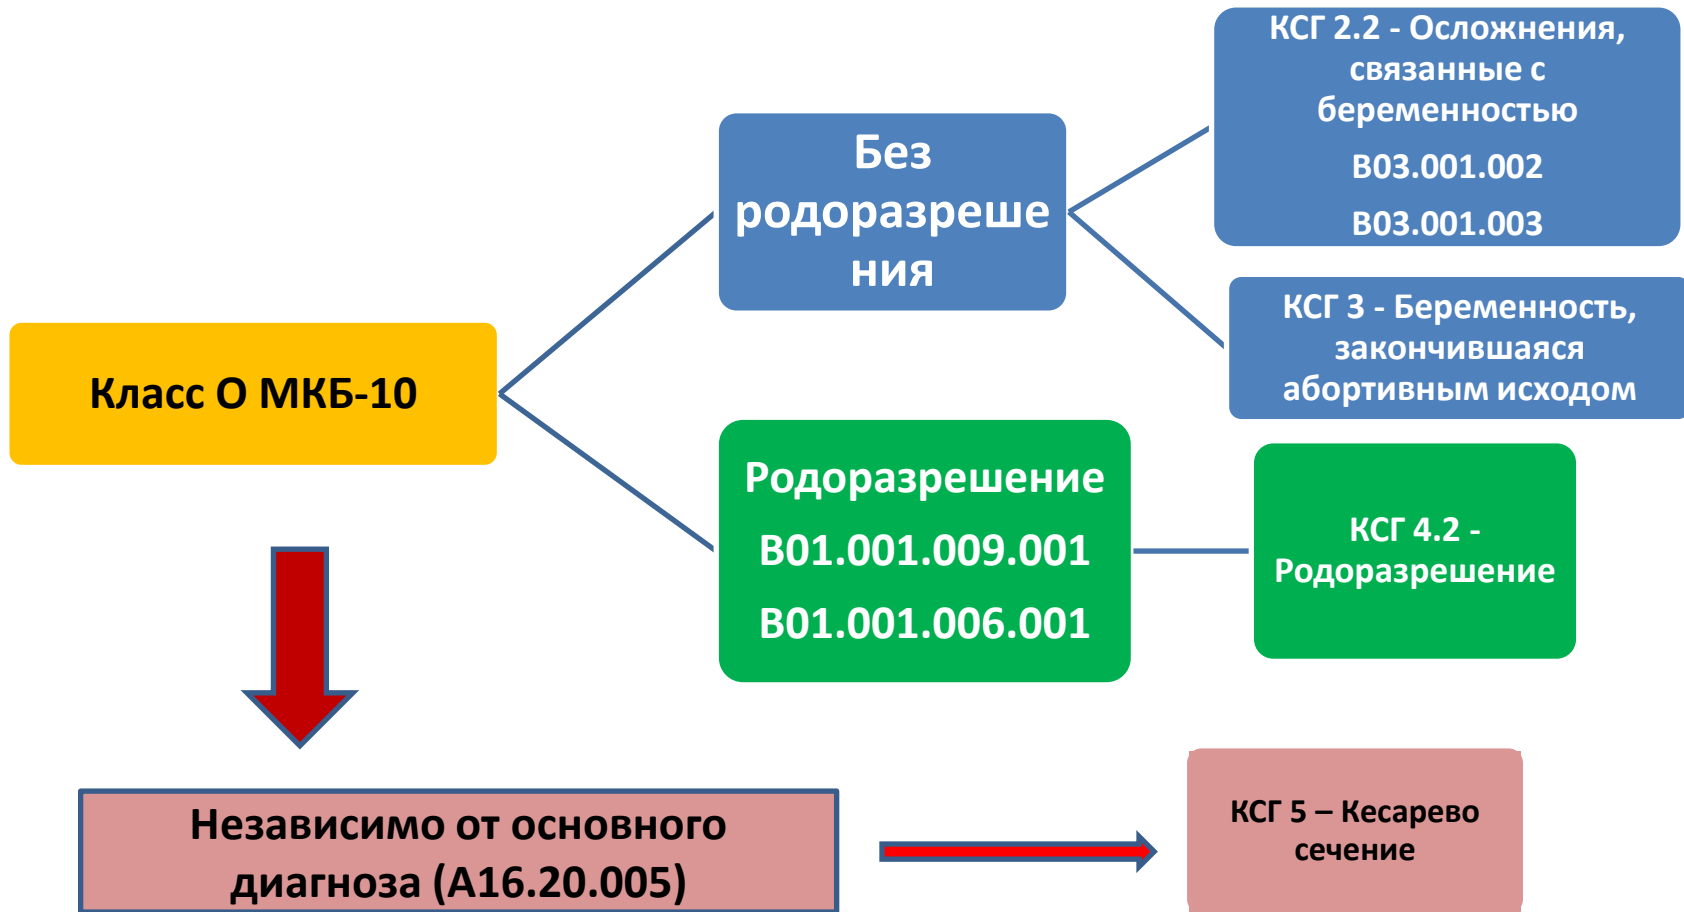 КСГ 2.2 - Осложнения,
связанные с
беременностью
В03.001.002
В03.001.003
Без
родоразреше
ния
КСГ 3 - Беременность,
закончившаяся
абортивным исходом
Класс О МКБ-10
Родоразрешение
В01.001.009.001
В01.001.006.001
КСГ 4.2 -
Родоразрешение
Независимо от основного
диагноза (А16.20.005)
КСГ 5 – Кесарево
сечение